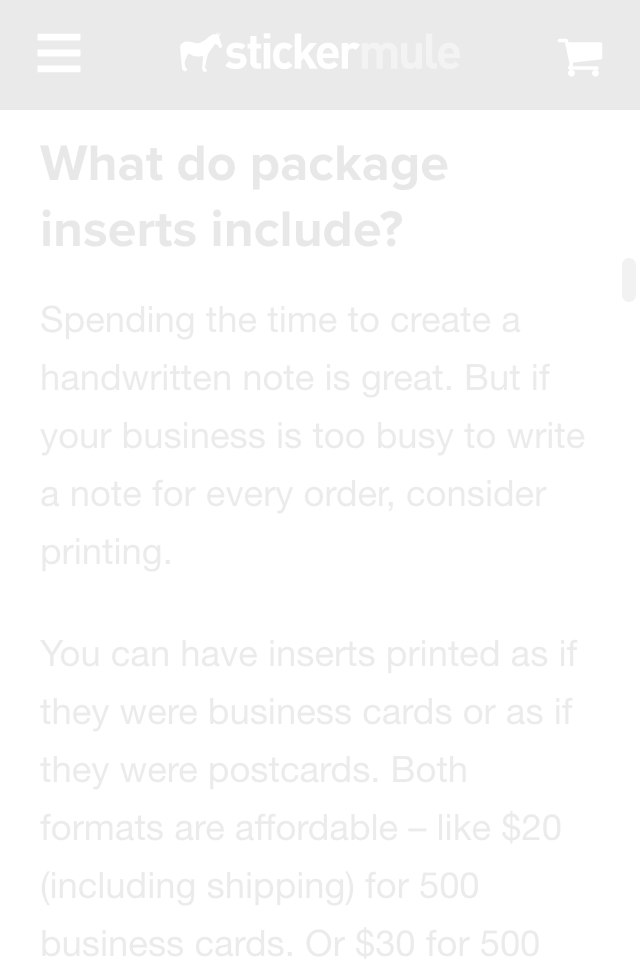 stickermule
What do package
inserts include?
Spending the time to create a
handwritten note is great. But if
your business is too busy to write
a note for every order, consider
printing.
You can have inserts printed as if
they were business cards or as if
they were postcards. Both
formats are affordable – like $20
(including shipping) for 500
business cards. Or $30 for 500